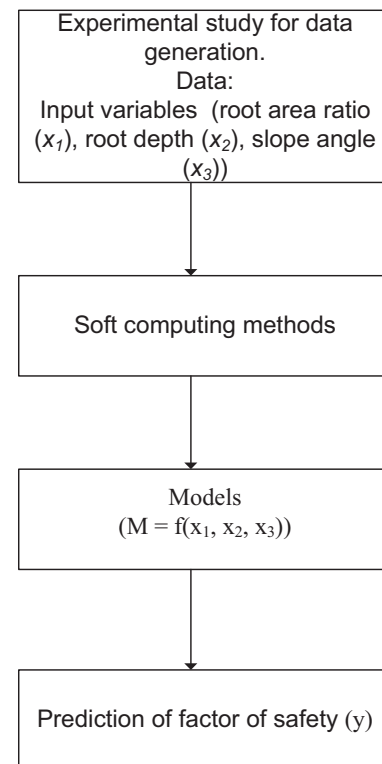 Experimental study for data
generation.
Data:
Input variables (root area ratio
(x₁), root depth (x₂), slope angle
(x₃))
Soft computing methods
Models
(M = f(x₁, x₂, x₃))
Prediction of factor of safety (y)